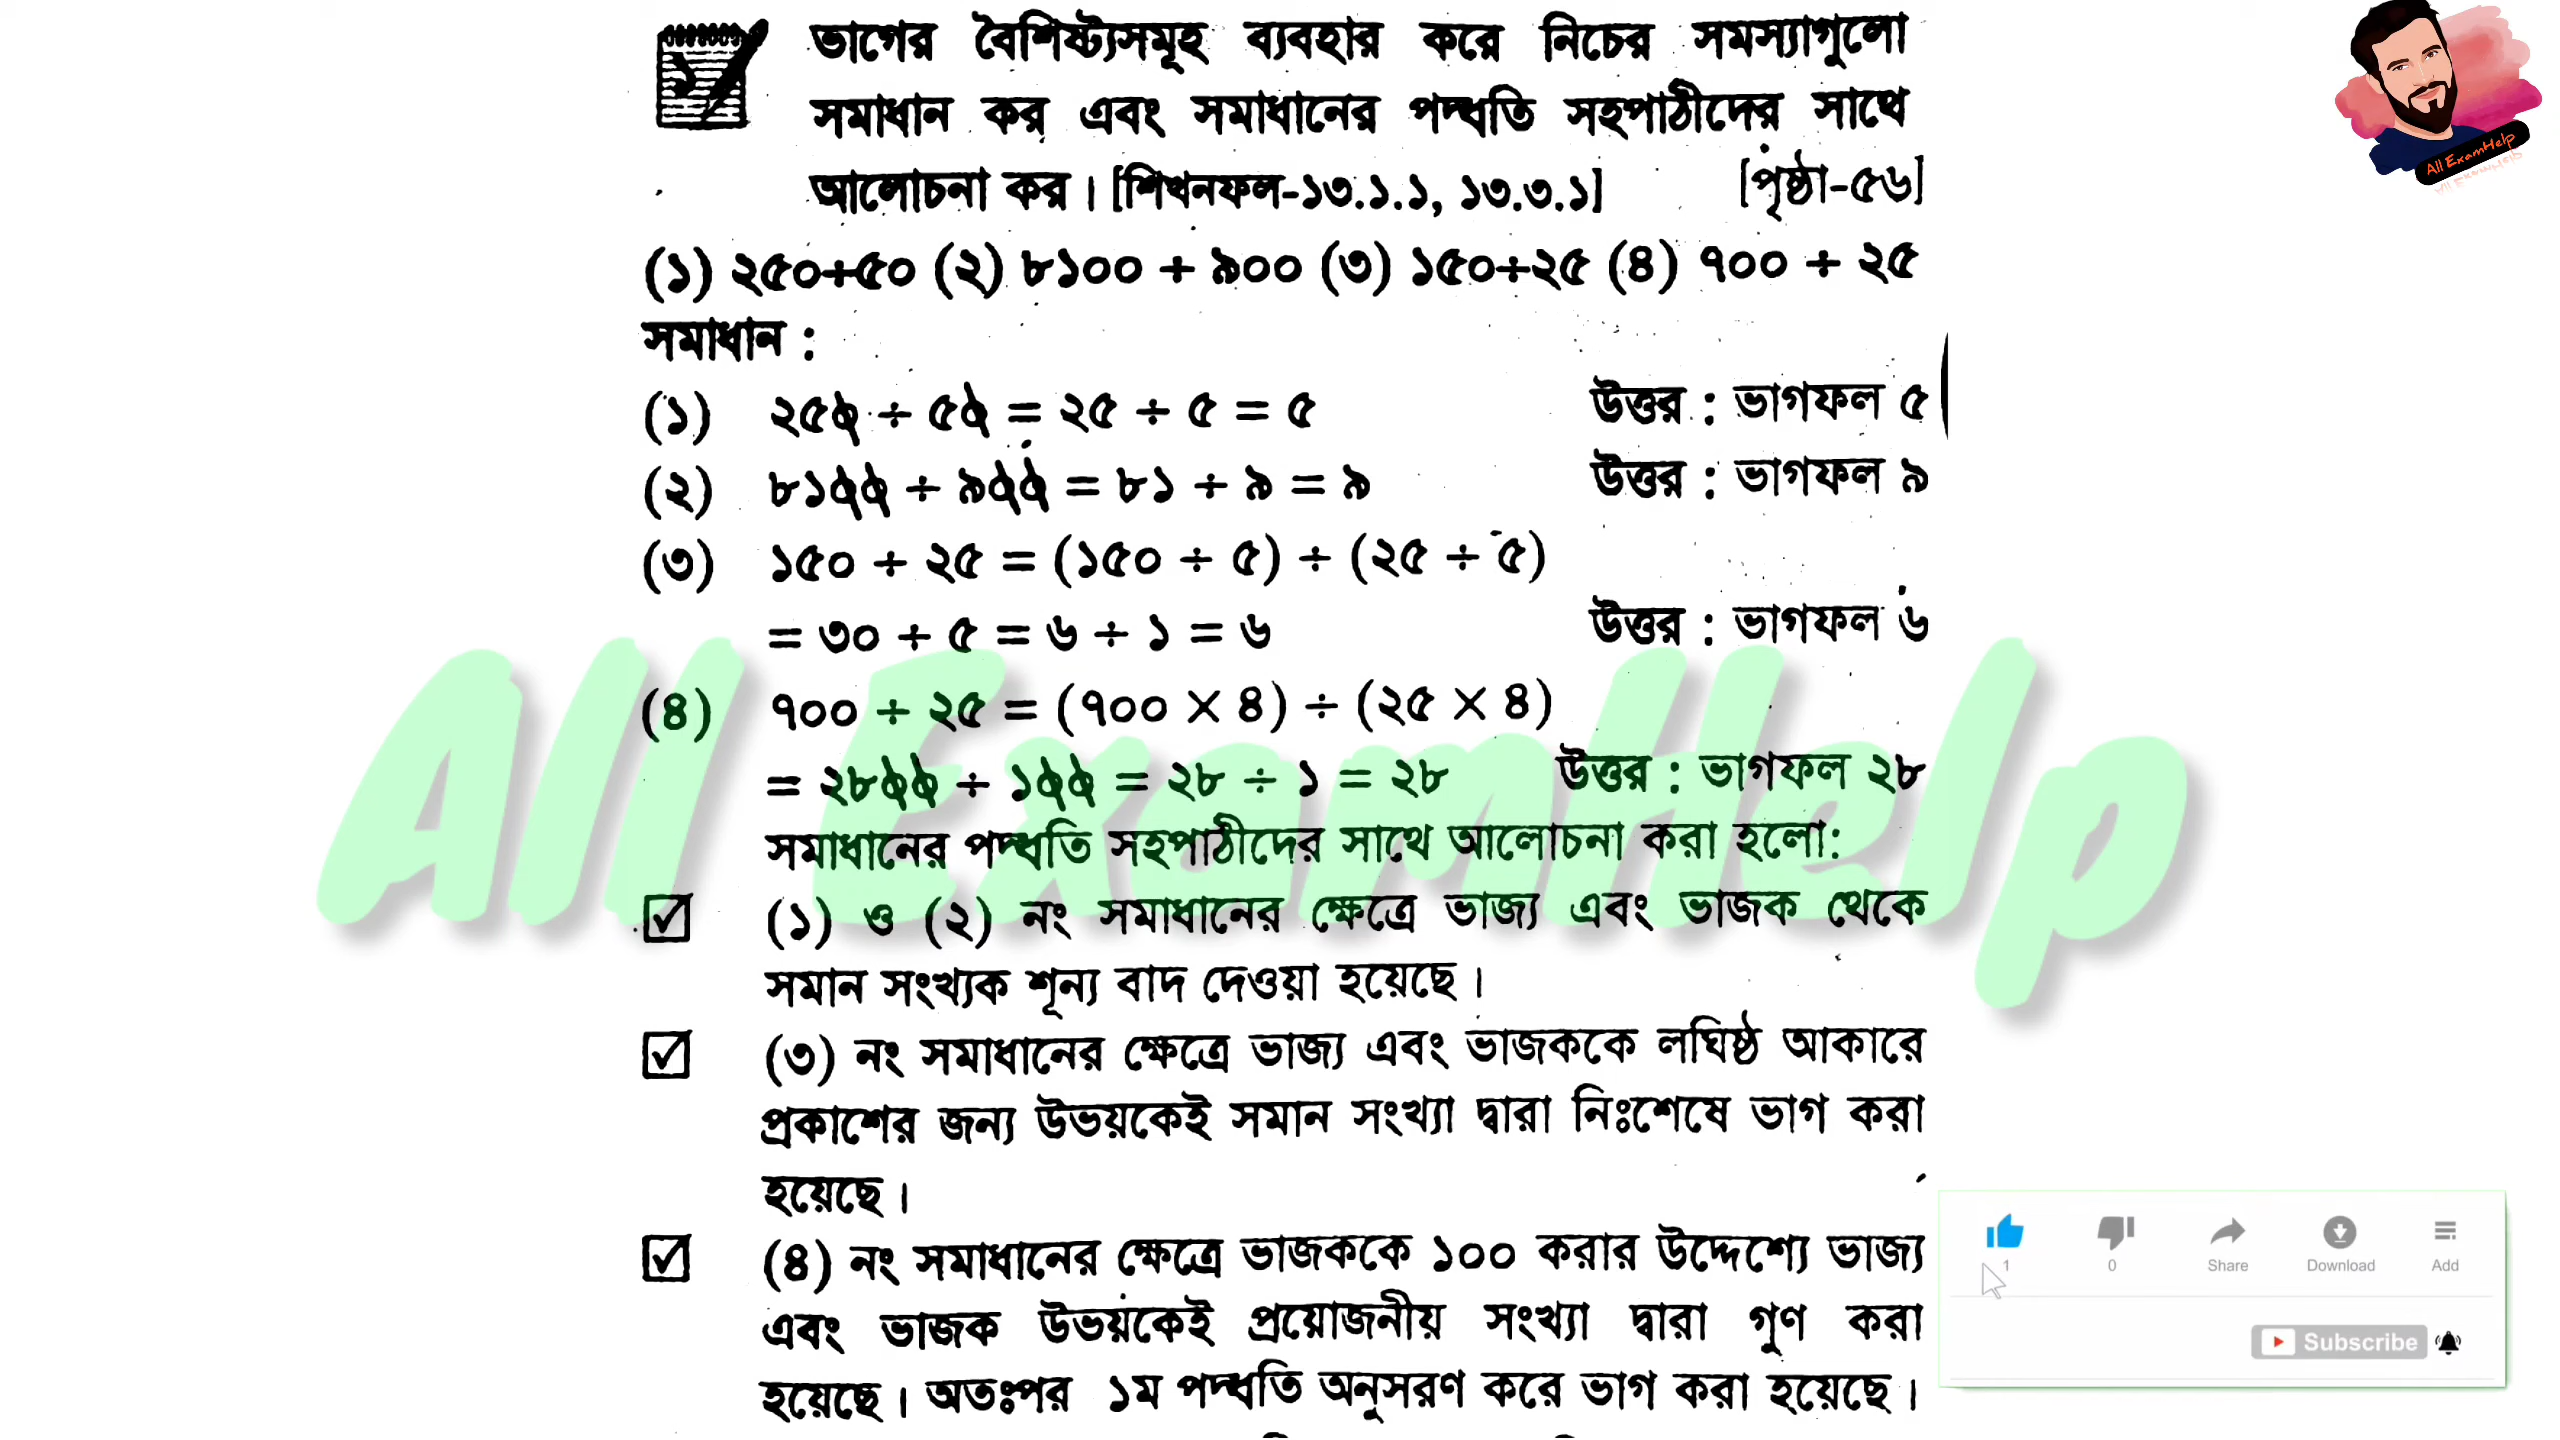 ভাগের বৈশিষ্ট্যসমূহ ব্যবহার করে নিচের সমস্যাগুলো
সমাধান কর এবং সমাধানের পদ্ধতি সহপাঠীদের সাথে
আলোচনা কর। [শিখনফল-১৩.১.১, ১৩.৩.১] [পৃষ্ঠা-৫৬]
(১) ২৫০÷৫০ (২) ৮১০০ ÷ ৯০০ (৩) ১৫০÷২৫ (৪) ৭০০ ÷ ২৫
সমাধান :
(১) ২৫০ ÷ ৫০ = ২৫ ÷ ৫ = ৫ উত্তর : ভাগফল ৫
(২) ৮১০০ ÷ ৯০০ = ৮১ ÷ ৯ = ৯ উত্তর : ভাগফল ৯
(৩) ১৫০ ÷ ২৫ = (১৫০ ÷ ৫) ÷ (২৫ ÷ ৫)
= ৩০ ÷ ৫ = ৬ ÷ ১ = ৬ উত্তর : ভাগফল ৬
(৪) ৭০০ ÷ ২৫ = (৭০০ × ৪) ÷ (২৫ × ৪)
= ২৮০০ ÷ ১০০ = ২৮ ÷ ১ = ২৮ উত্তর : ভাগফল ২৮
সমাধানের পদ্ধতি সহপাঠীদের সাথে আলোচনা করা হলো:
☑ (১) ও (২) নং সমাধানের ক্ষেত্রে ভাজ্য এবং ভাজক থেকে
সমান সংখ্যক শূন্য বাদ দেওয়া হয়েছে।
☑ (৩) নং সমাধানের ক্ষেত্রে ভাজ্য এবং ভাজককে লঘিষ্ঠ আকারে
প্রকাশের জন্য উভয়কেই সমান সংখ্যা দ্বারা নিঃশেষে ভাগ করা
হয়েছে।
☑ (৪) নং সমাধানের ক্ষেত্রে ভাজককে ১০০ করার উদ্দেশ্যে ভাজ্য
এবং ভাজক উভয়কেই প্রয়োজনীয় সংখ্যা দ্বারা গুণ করা
হয়েছে। অতঃপর ১ম পদ্ধতি অনুসরণ করে ভাগ করা হয়েছে।
All ExamHelp
All ExamHelp
1 0 Share Download Add
Subscribe